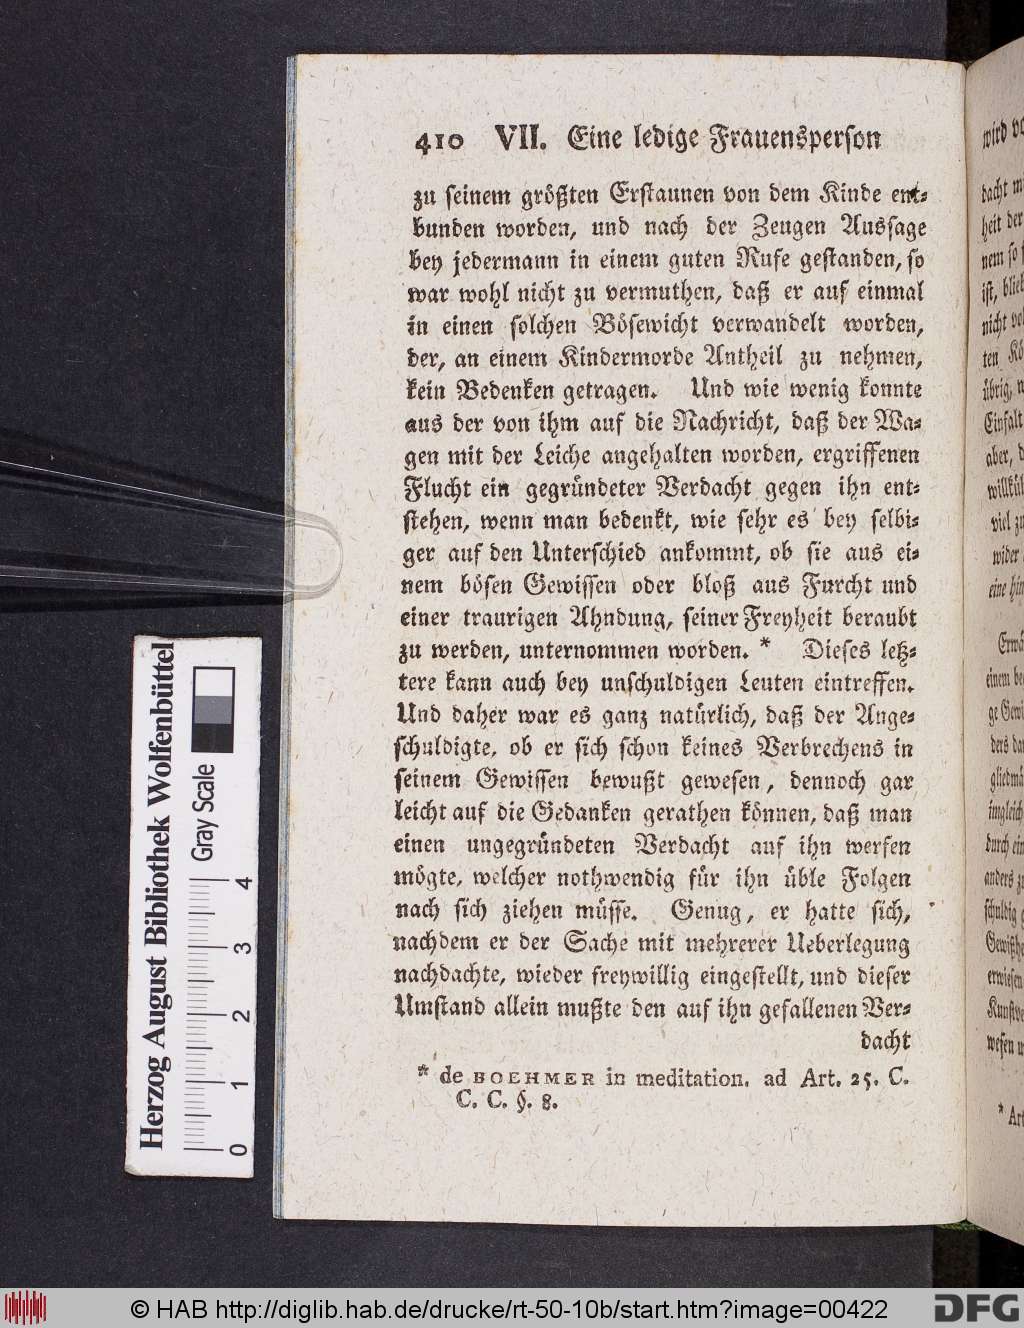 410 VII. Eine ledige Frauensperson
zu seinem größten Erstaunen von dem Kinde ent-
bunden worden, und nach der Zeugen Aussage
bey jedermann in einem guten Rufe gestanden, so
war wohl nicht zu vermuthen, daß er auf einmal
in einen solchen Bösewicht verwandelt worden,
der, an einem Kindermorde Antheil zu nehmen,
kein Bedenken getragen. Und wie wenig konnte
aus der von ihm auf die Nachricht, daß der Wa-
gen mit der Leiche angehalten worden, ergriffenen
Flucht ein gegründeter Verdacht gegen ihn ent-
stehen, wenn man bedenkt, wie sehr es bey selbi-
ger auf den Unterschied ankommt, ob sie aus ei-
nem bösen Gewissen oder bloß aus Furcht und
einer traurigen Ahndung, seiner Freyheit beraubt
zu werden, unternommen worden. * Dieses letz-
tere kann auch bey unschuldigen Leuten eintreffen.
Und daher war es ganz natürlich, daß der Ange-
schuldigte, ob er sich schon keines Verbrechens in
seinem Gewissen bewußt gewesen, dennoch gar
leicht auf die Gedanken gerathen können, daß man
einen ungegründeten Verdacht auf ihn werfen
mögte, welcher nothwendig für ihn üble Folgen
nach sich ziehen müsse. Genug, er hatte sich,
nachdem er der Sache mit mehrerer Ueberlegung
nachdachte, wieder freywillig eingestellt, und dieser
Umstand allein mußte den auf ihn gefallenen Ver-
dacht
* de BOEHMER in meditation. ad Art. 25. C.
C. C. §. 8.
Herzog August Bibliothek Wolfenbüttel
Gray Scale
0 1 2 3 4
© HAB http://diglib.hab.de/drucke/rt-50-10b/start.htm?image=00422
DFG